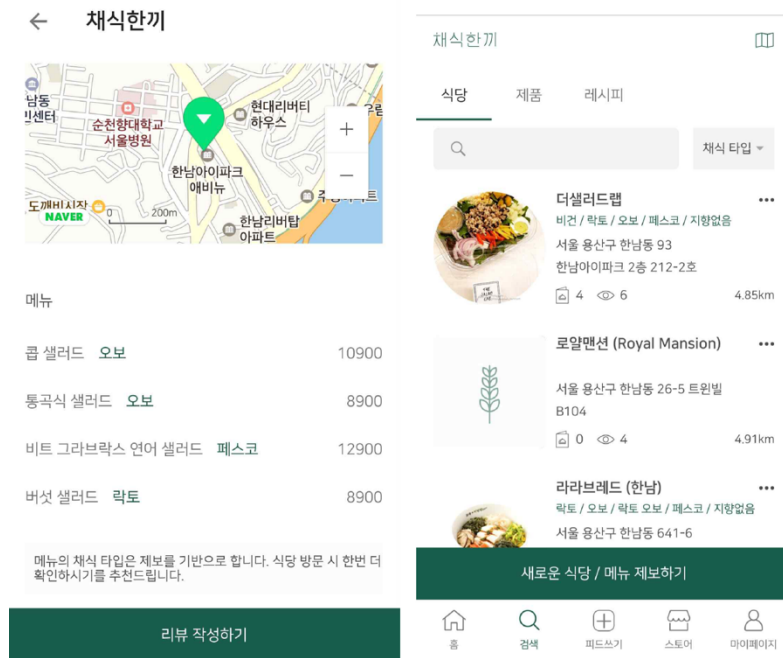 채식한끼
남동
민센터
순천향대학교
서울병원
현대리버티
하우스
한남아이파크
애비뉴
도깨비시장
NAVER
0 200m
한남리버탑
아파트
+
메뉴
콥 샐러드 오보 10900
통곡식 샐러드 오보 8900
비트 그라브락스 연어 샐러드 페스코 12900
버섯 샐러드 락토 8900
메뉴의 채식 타입은 제보를 기반으로 합니다. 식당 방문 시 한번 더
확인하시기를 추천드립니다.
리뷰 작성하기
채식한끼
식당 제품 레시피
채식 타입
더샐러드랩
비건 / 락토 / 오보 / 페스코 / 지향없음
서울 용산구 한남동 93
한남아이파크 2층 212-2호
4 6 4.85km
로얄맨션 (Royal Mansion)
서울 용산구 한남동 26-5 트윈빌
B104
0 4 4.91km
라라브레드 (한남)
락토 / 오보 / 락토 오보 / 페스코 / 지향없음
서울 용산구 한남동 641-6
새로운 식당 / 메뉴 제보하기
홈 검색 피드쓰기 스토어 마이페이지